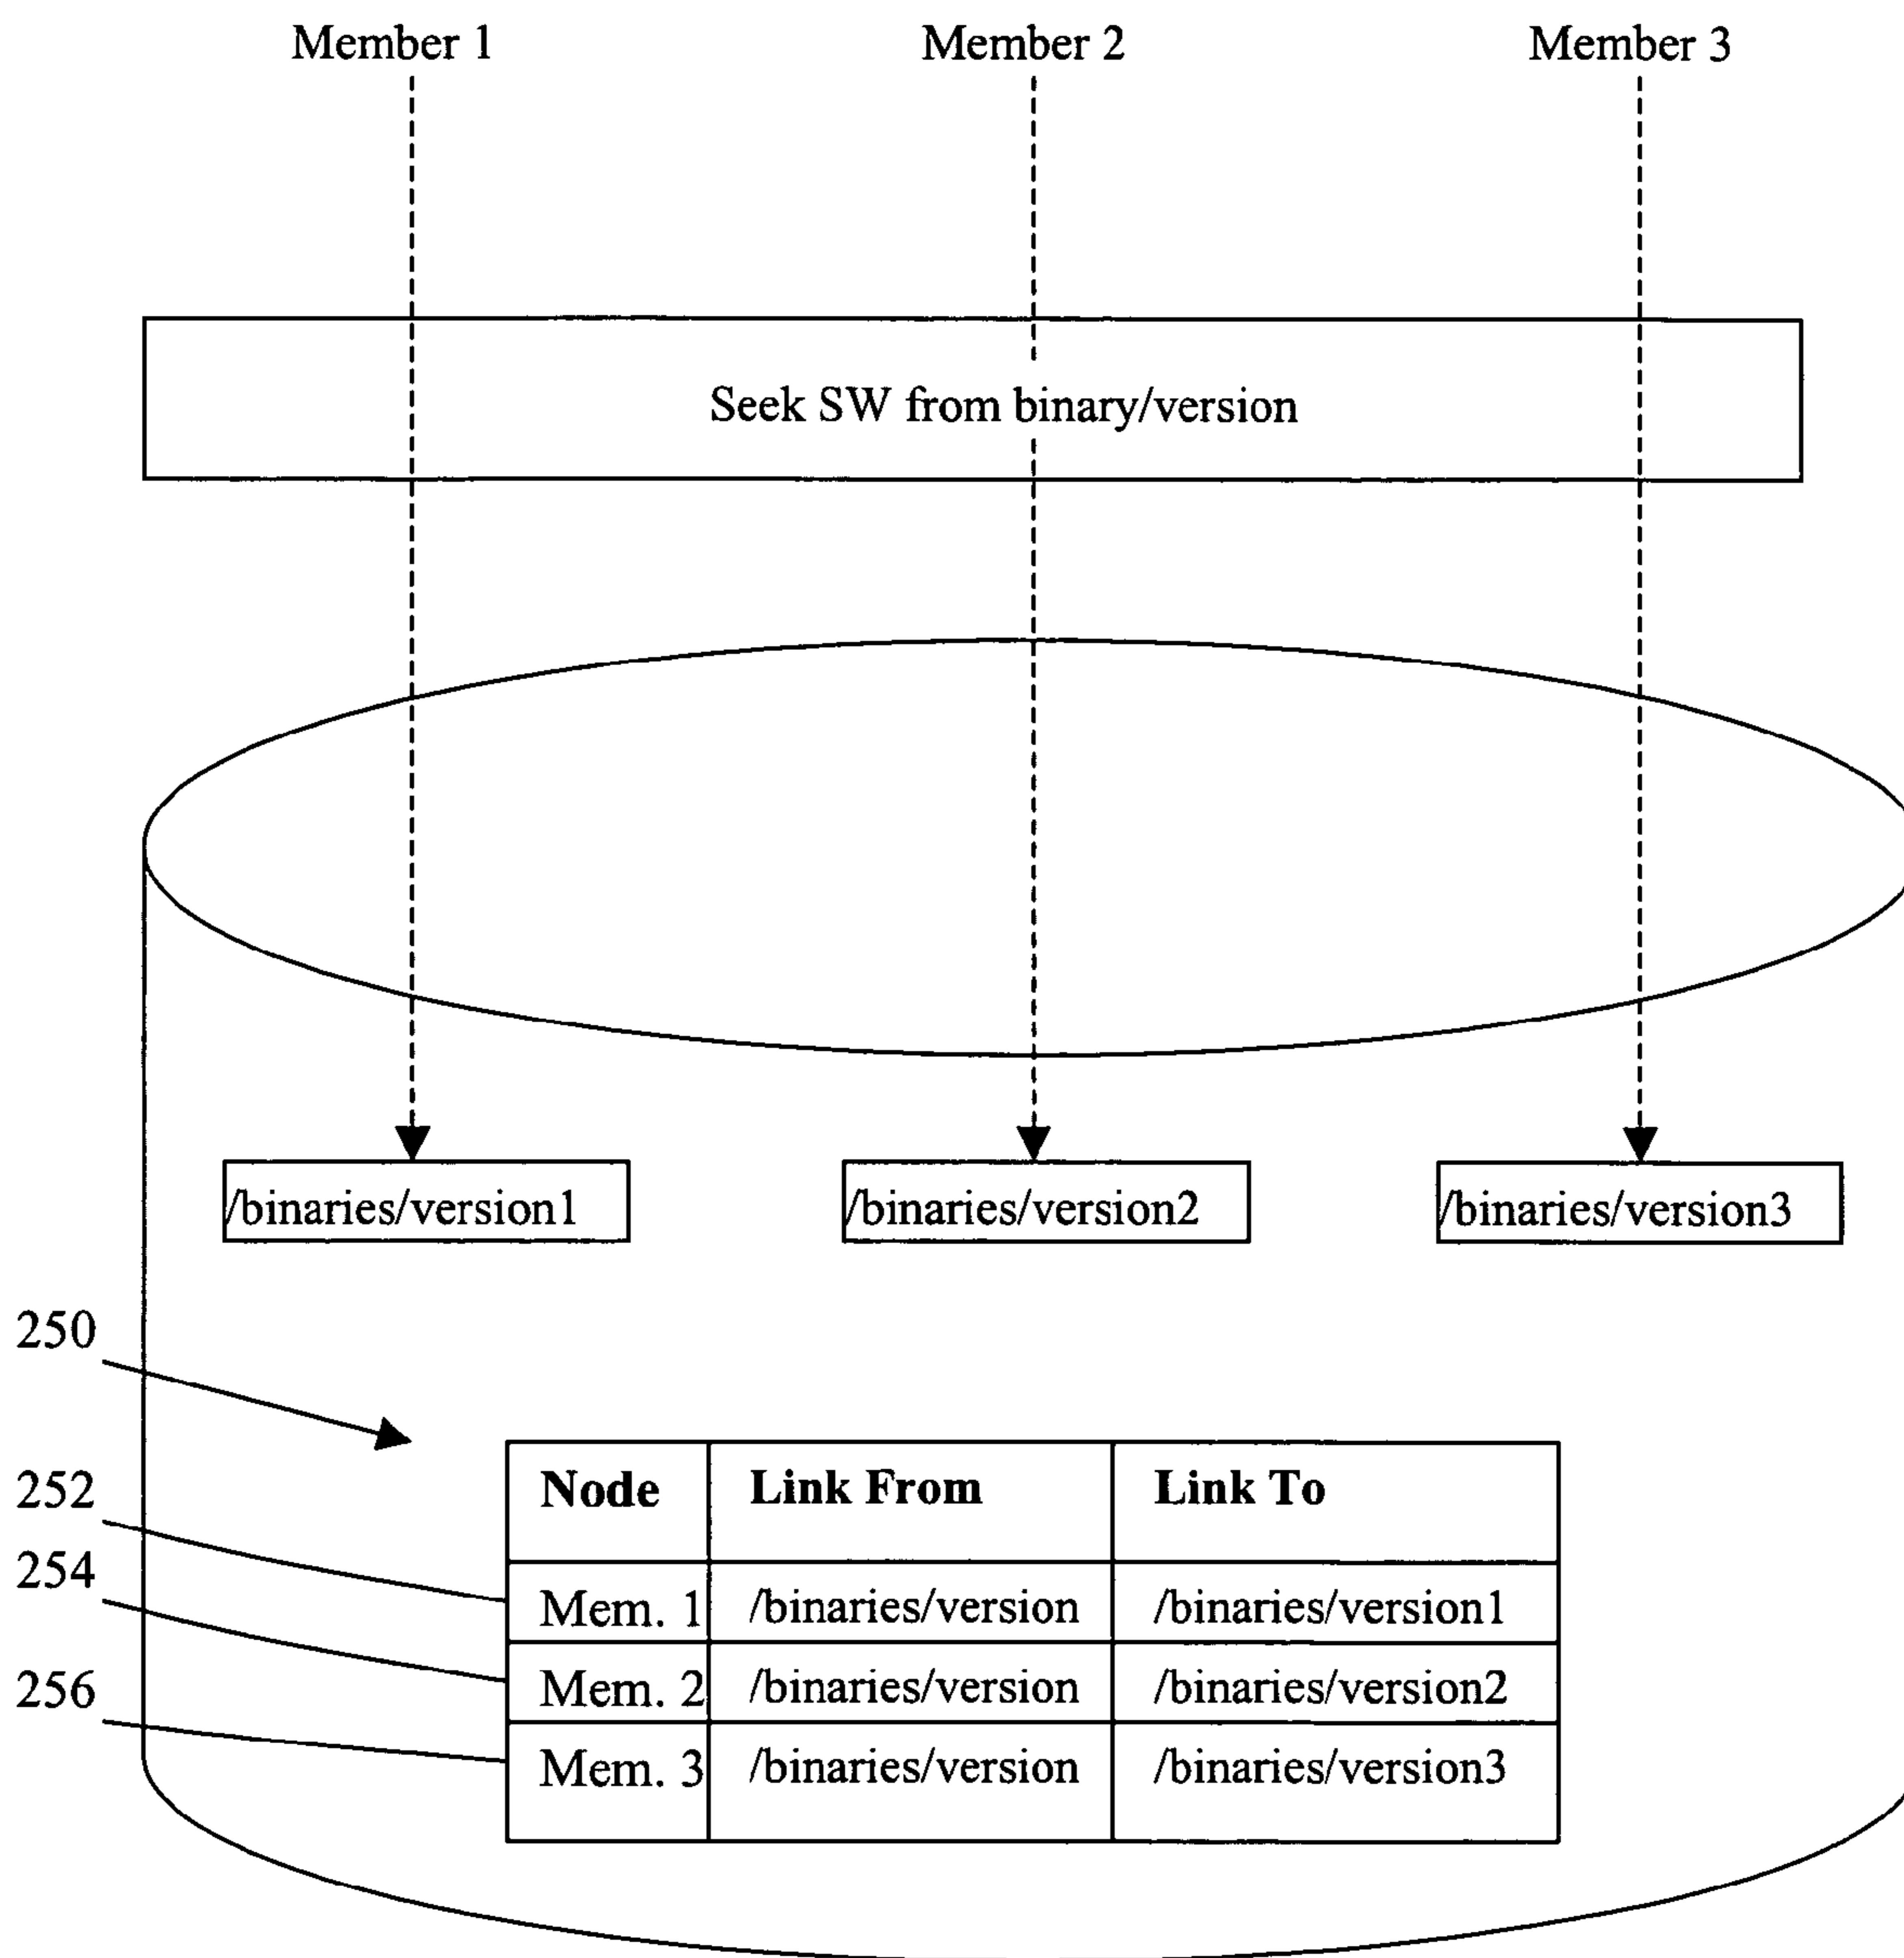 Member 1 Member 2 Member 3
Seek SW from binary/version
/binaries/version1 /binaries/version2 /binaries/version3
250
252
254
256
Node Link From Link To
Mem. 1 /binaries/version /binaries/version1
Mem. 2 /binaries/version /binaries/version2
Mem. 3 /binaries/version /binaries/version3